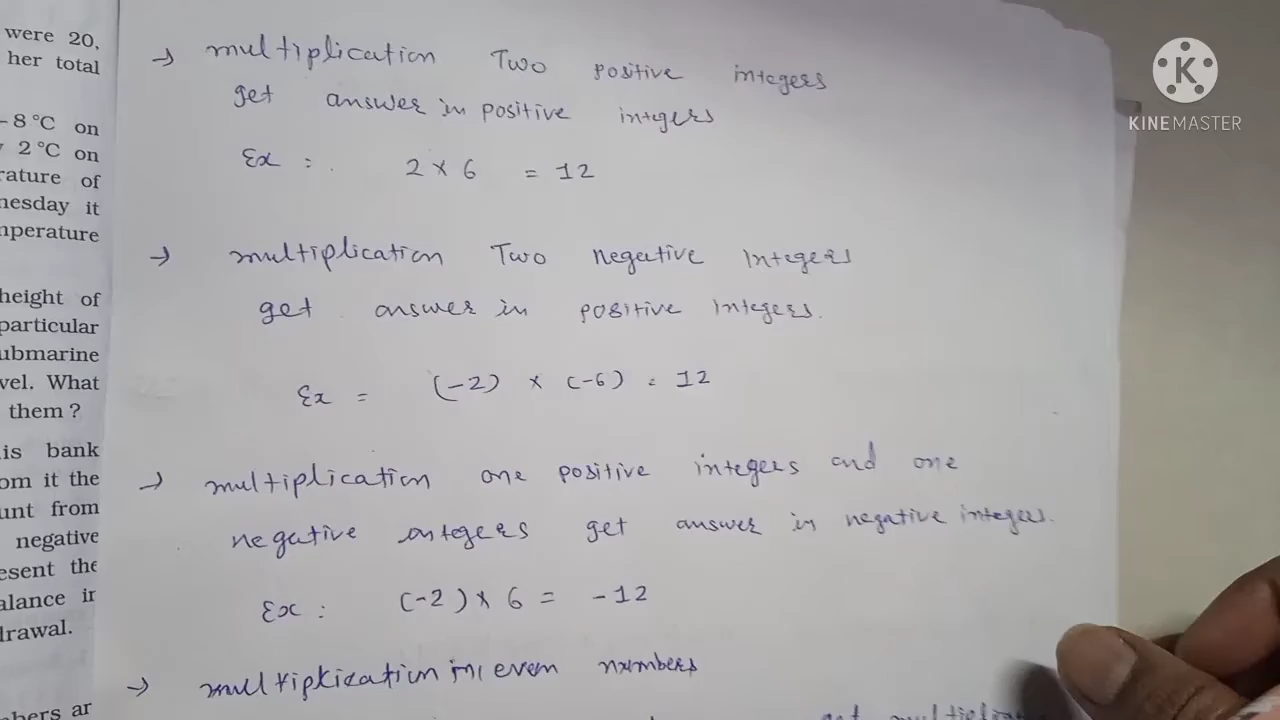 were 20,
her total
-8°C on
2°C on
rature of
nesday it
nperature
height of
particular
ubmarine
vel. What
them ?
is bank
om it the
unt from
negative
esent the
alance in
drawal.
bers ar
→ multiplication Two positive integers
get answer in positive integers
Ex : 2 × 6 = 12
→ multiplication Two negative integers
get answer in positive integers.
Ex = (-2) × (-6) = 12
→ multiplication one positive integers and one
negative integers get answer in negative integers.
Ex : (-2) × 6 = -12
→ multiplication in even numbers
get
K
KINEMASTER